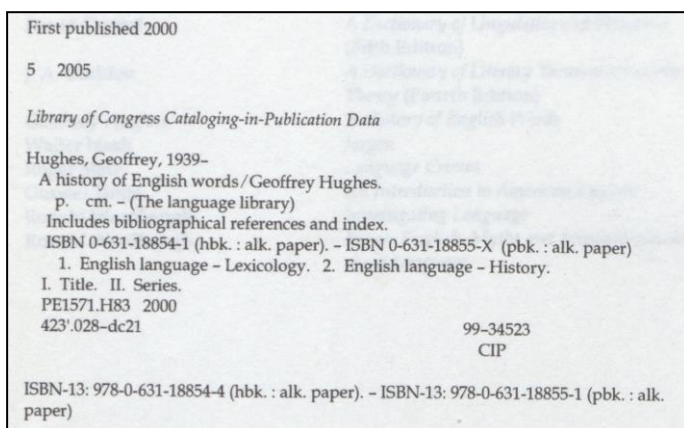 First published 2000
5 2005
Library of Congress Cataloging-in-Publication Data
Hughes, Geoffrey, 1939–
A history of English words/Geoffrey Hughes.
p. cm. – (The language library)
Includes bibliographical references and index.
ISBN 0-631-18854-1 (hbk. : alk. paper). – ISBN 0-631-18855-X (pbk. : alk. paper)
1. English language – Lexicology. 2. English language – History.
I. Title. II. Series.
PE1571.H83 2000
423'.028–dc21
99–34523
CIP
ISBN-13: 978-0-631-18854-4 (hbk. : alk. paper). – ISBN-13: 978-0-631-18855-1 (pbk. : alk.
paper)